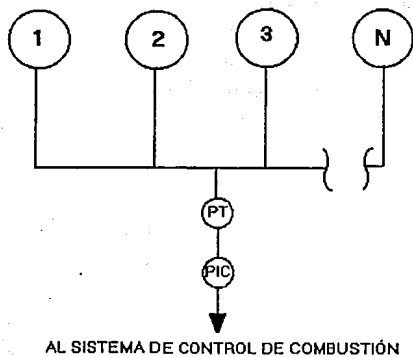 1 2 3 N
PT
PIC
AL SISTEMA DE CONTROL DE COMBUSTIÓN